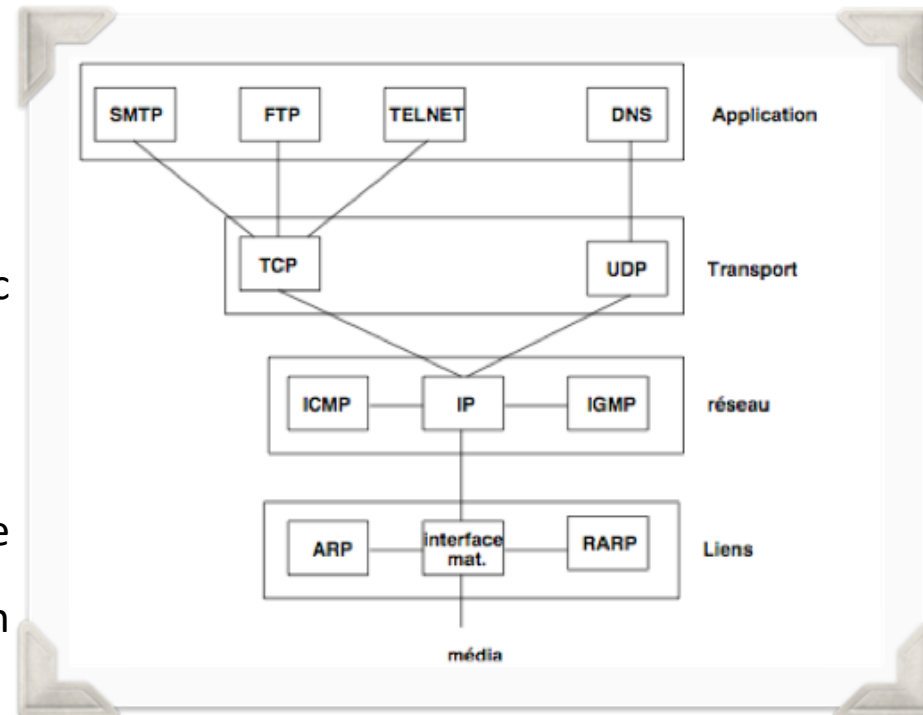 SMTP FTP TELNET DNS Application
c
TCP UDP Transport
ICMP IP IGMP réseau
e
ARP interface mat. RARP Liens
n
média